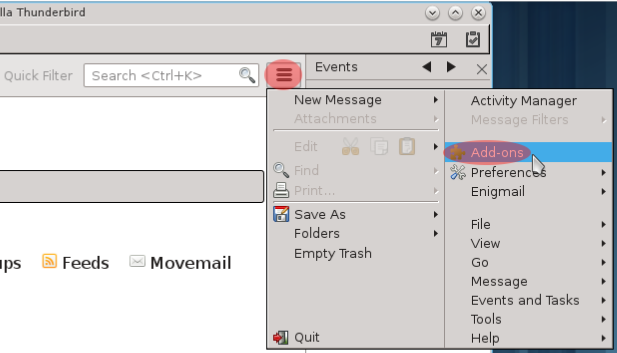 lla Thunderbird
7
Quick Filter
Search <Ctrl+K>
Events
New Message
Attachments
Edit
Find
Print...
Save As
Folders
Empty Trash
Quit
Activity Manager
Message Filters
Add-ons
Preferences
Enigmail
File
View
Go
Message
Events and Tasks
Tools
Help
ups
Feeds
Movemail